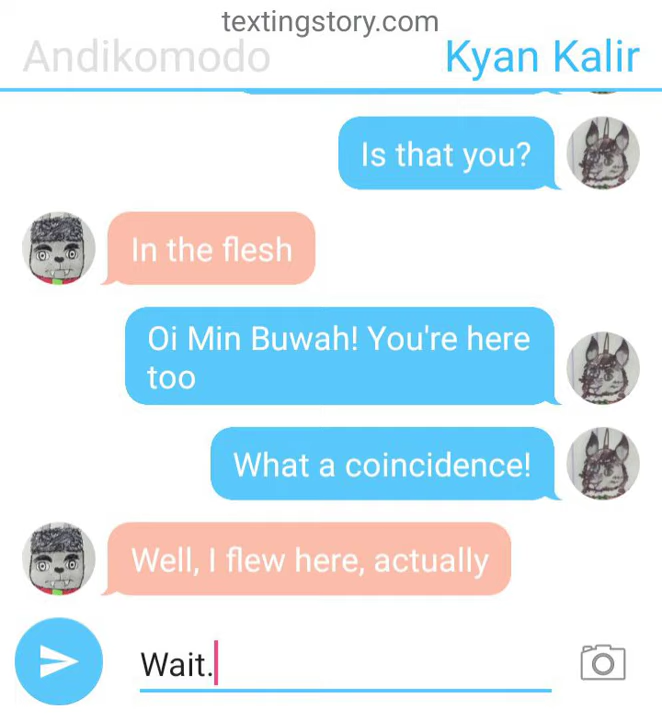 textingstory.com
Andikomodo
Kyan Kalir
Is that you?
In the flesh
Oi Min Buwah! You're here
too
What a coincidence!
Well, I flew here, actually
Wait.